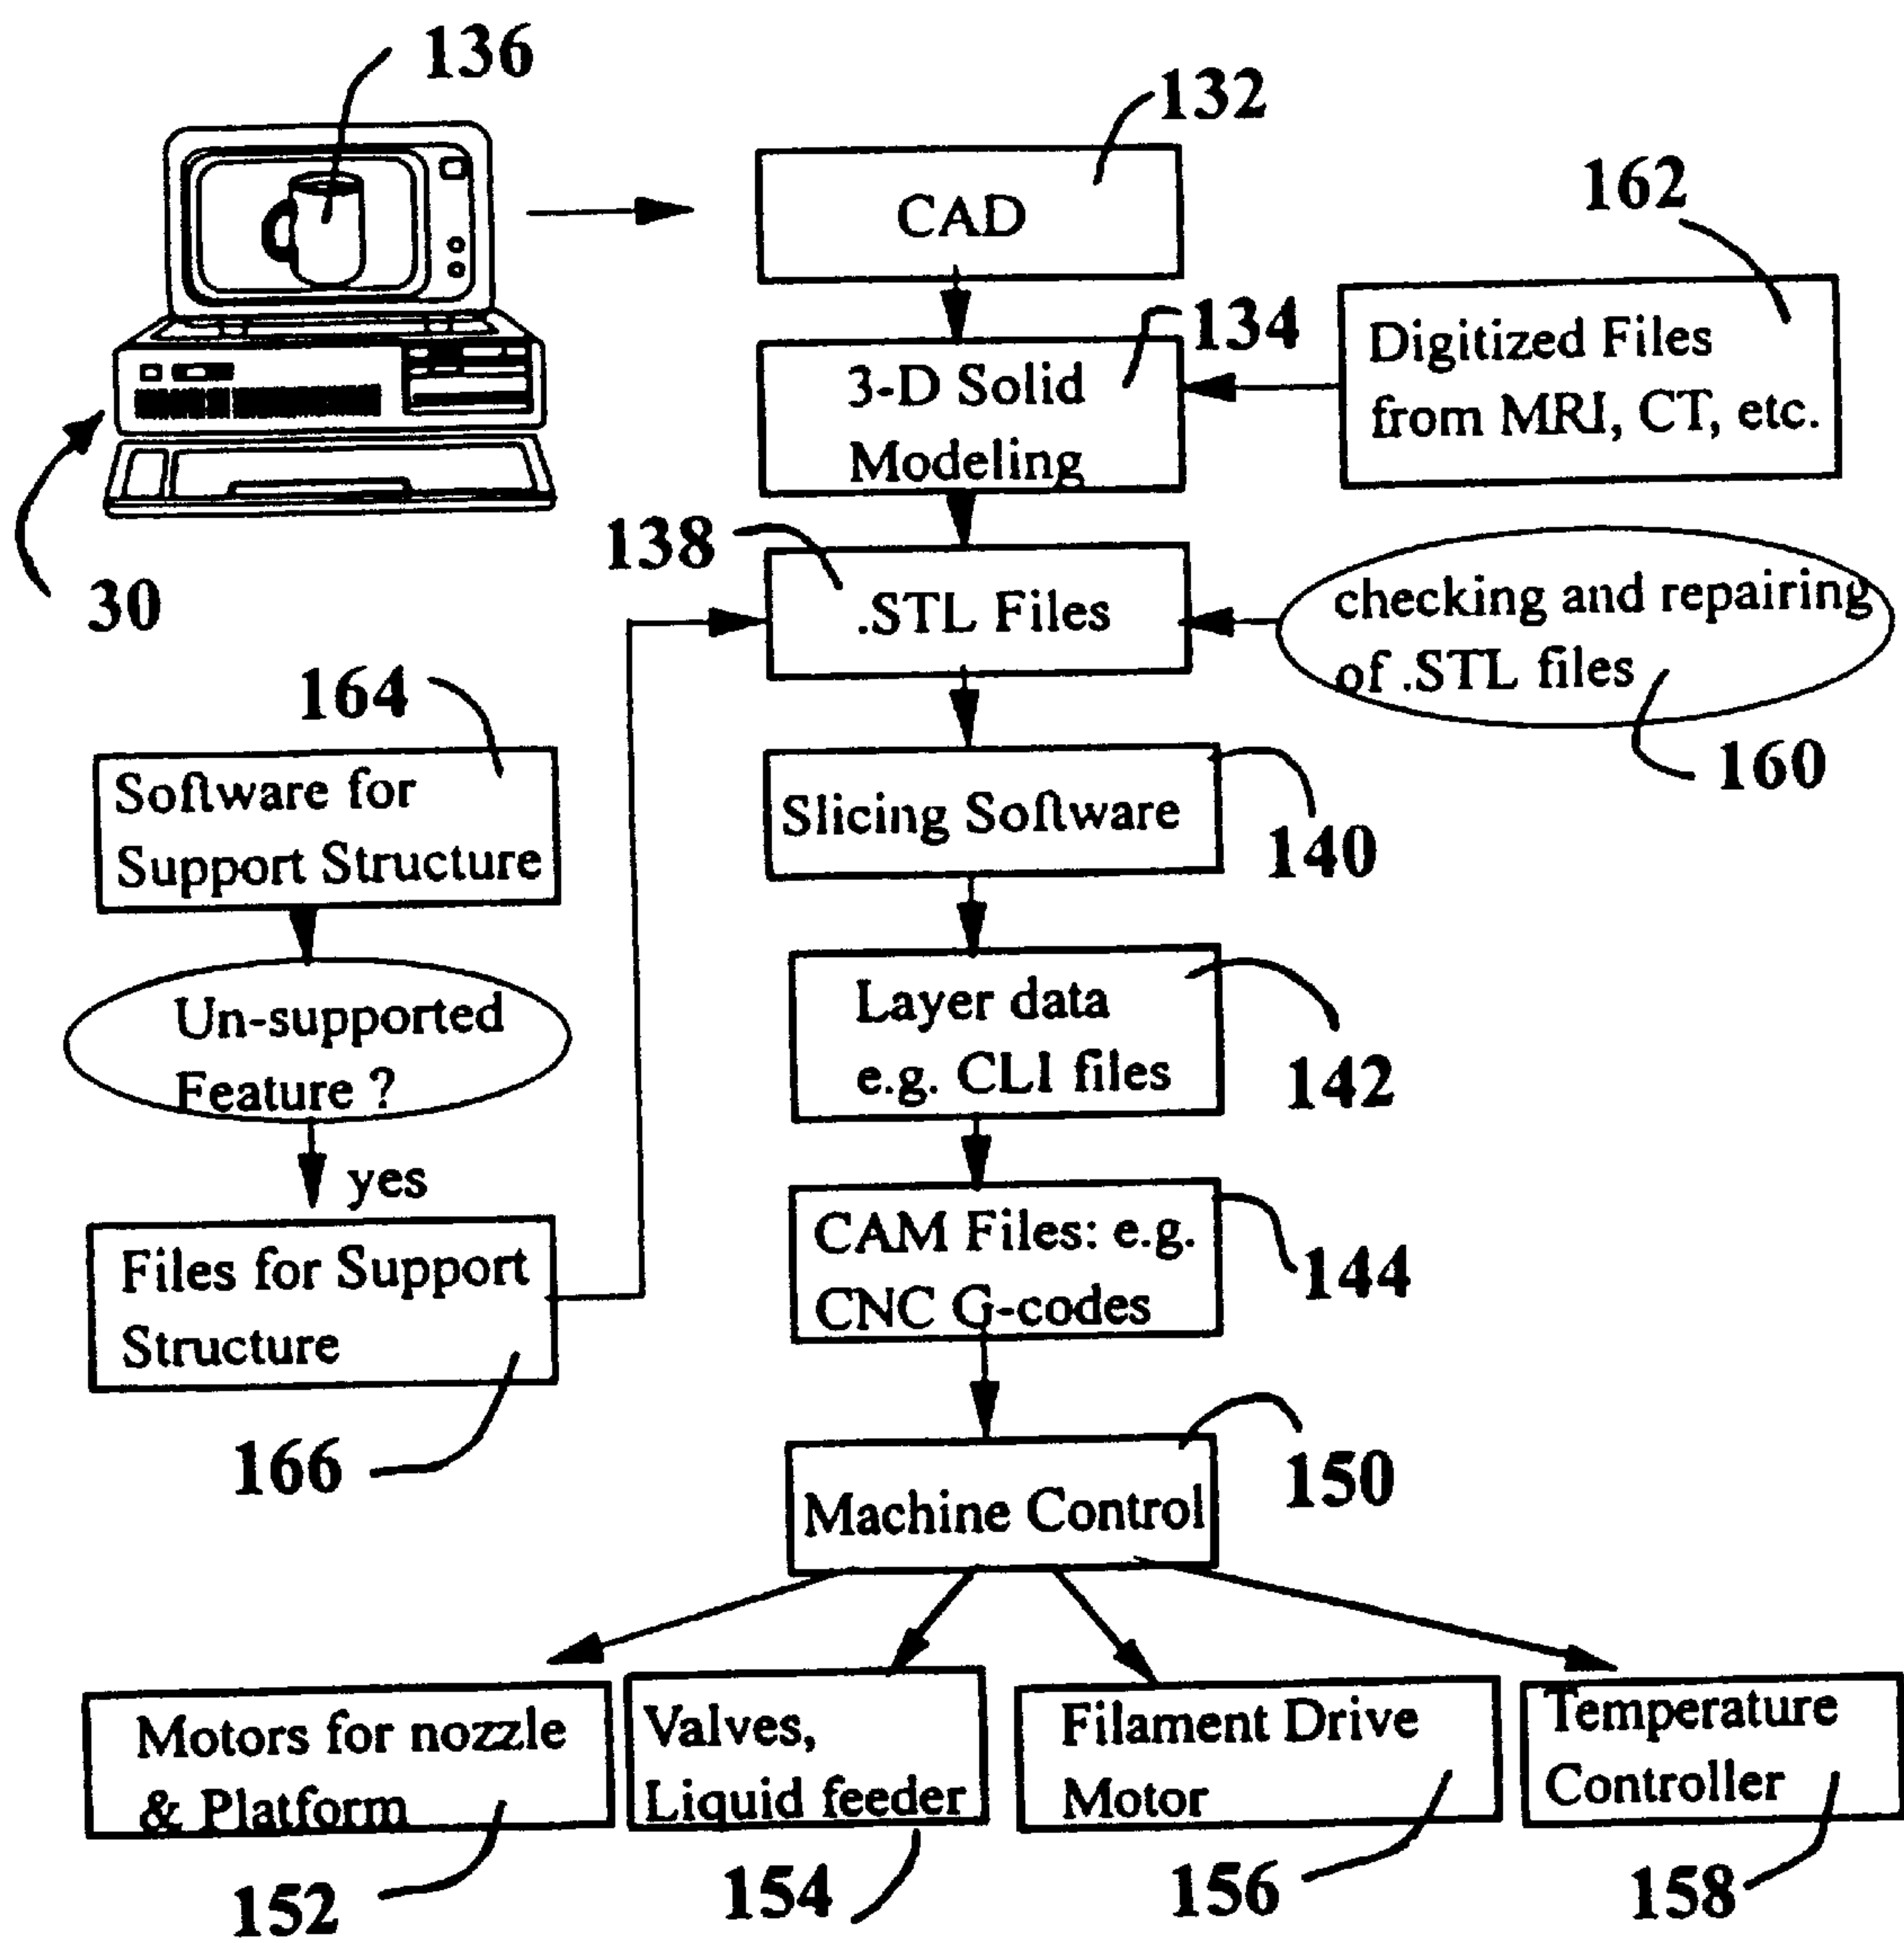 136
132
CAD
162
134
3-D Solid
Modeling
Digitized Files
from MRI, CT, etc.
30
138
.STL Files
checking and repairing
of .STL files
160
164
Software for
Support Structure
Slicing Software
140
Un-supported
Feature ?
Layer data
e.g. CLI files
142
yes
Files for Support
Structure
CAM Files: e.g.
CNC G-codes
144
166
150
Machine Control
Motors for nozzle
& Platform
Valves,
Liquid feeder
Filament Drive
Motor
Temperature
Controller
152
154
156
158